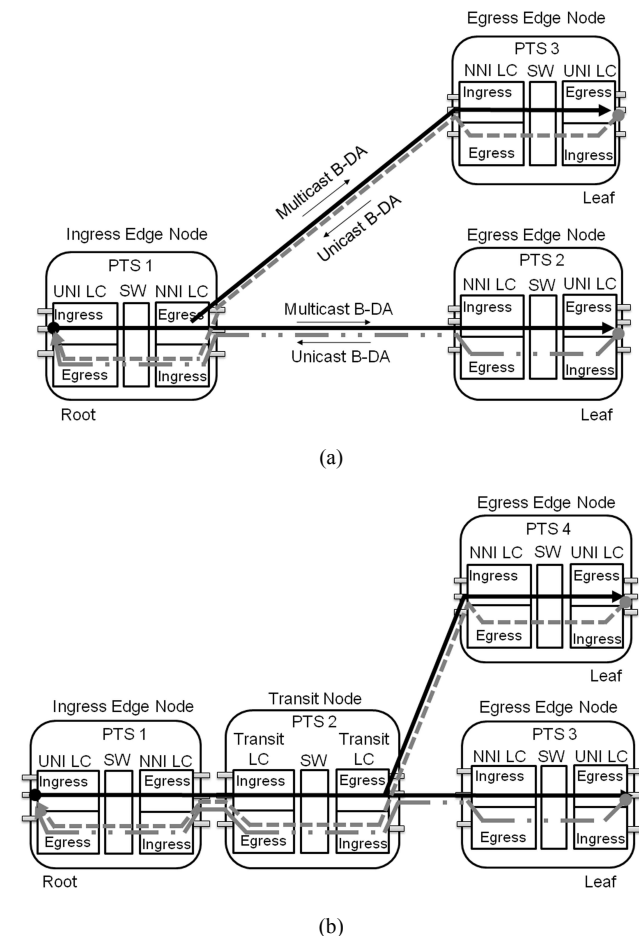 Egress Edge Node
PTS 3
NNI LC SW UNI LC
Ingress Egress
Egress Ingress
Leaf
Multicast B-DA
Unicast B-DA
Ingress Edge Node
PTS 1
UNI LC SW NNI LC
Ingress Egress
Egress Ingress
Root
Multicast B-DA
Unicast B-DA
Egress Edge Node
PTS 2
NNI LC SW UNI LC
Ingress Egress
Egress Ingress
Leaf
(a)
Egress Edge Node
PTS 4
NNI LC SW UNI LC
Ingress Egress
Egress Ingress
Leaf
Ingress Edge Node
PTS 1
UNI LC SW NNI LC
Ingress Egress
Egress Ingress
Root
Transit Node
PTS 2
Transit LC SW Transit LC
Ingress Egress
Egress Ingress
Egress Edge Node
PTS 3
NNI LC SW UNI LC
Ingress Egress
Egress Ingress
Leaf
(b)